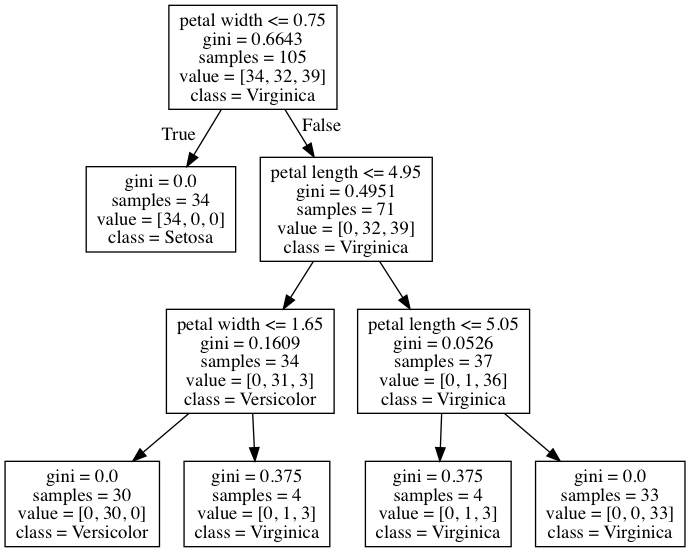 petal width <= 0.75
gini = 0.6643
samples = 105
value = [34, 32, 39]
class = Virginica
True
False
gini = 0.0
samples = 34
value = [34, 0, 0]
class = Setosa
petal length <= 4.95
gini = 0.4951
samples = 71
value = [0, 32, 39]
class = Virginica
petal width <= 1.65
gini = 0.1609
samples = 34
value = [0, 31, 3]
class = Versicolor
petal length <= 5.05
gini = 0.0526
samples = 37
value = [0, 1, 36]
class = Virginica
gini = 0.0
samples = 30
value = [0, 30, 0]
class = Versicolor
gini = 0.375
samples = 4
value = [0, 1, 3]
class = Virginica
gini = 0.375
samples = 4
value = [0, 1, 3]
class = Virginica
gini = 0.0
samples = 33
value = [0, 0, 33]
class = Virginica